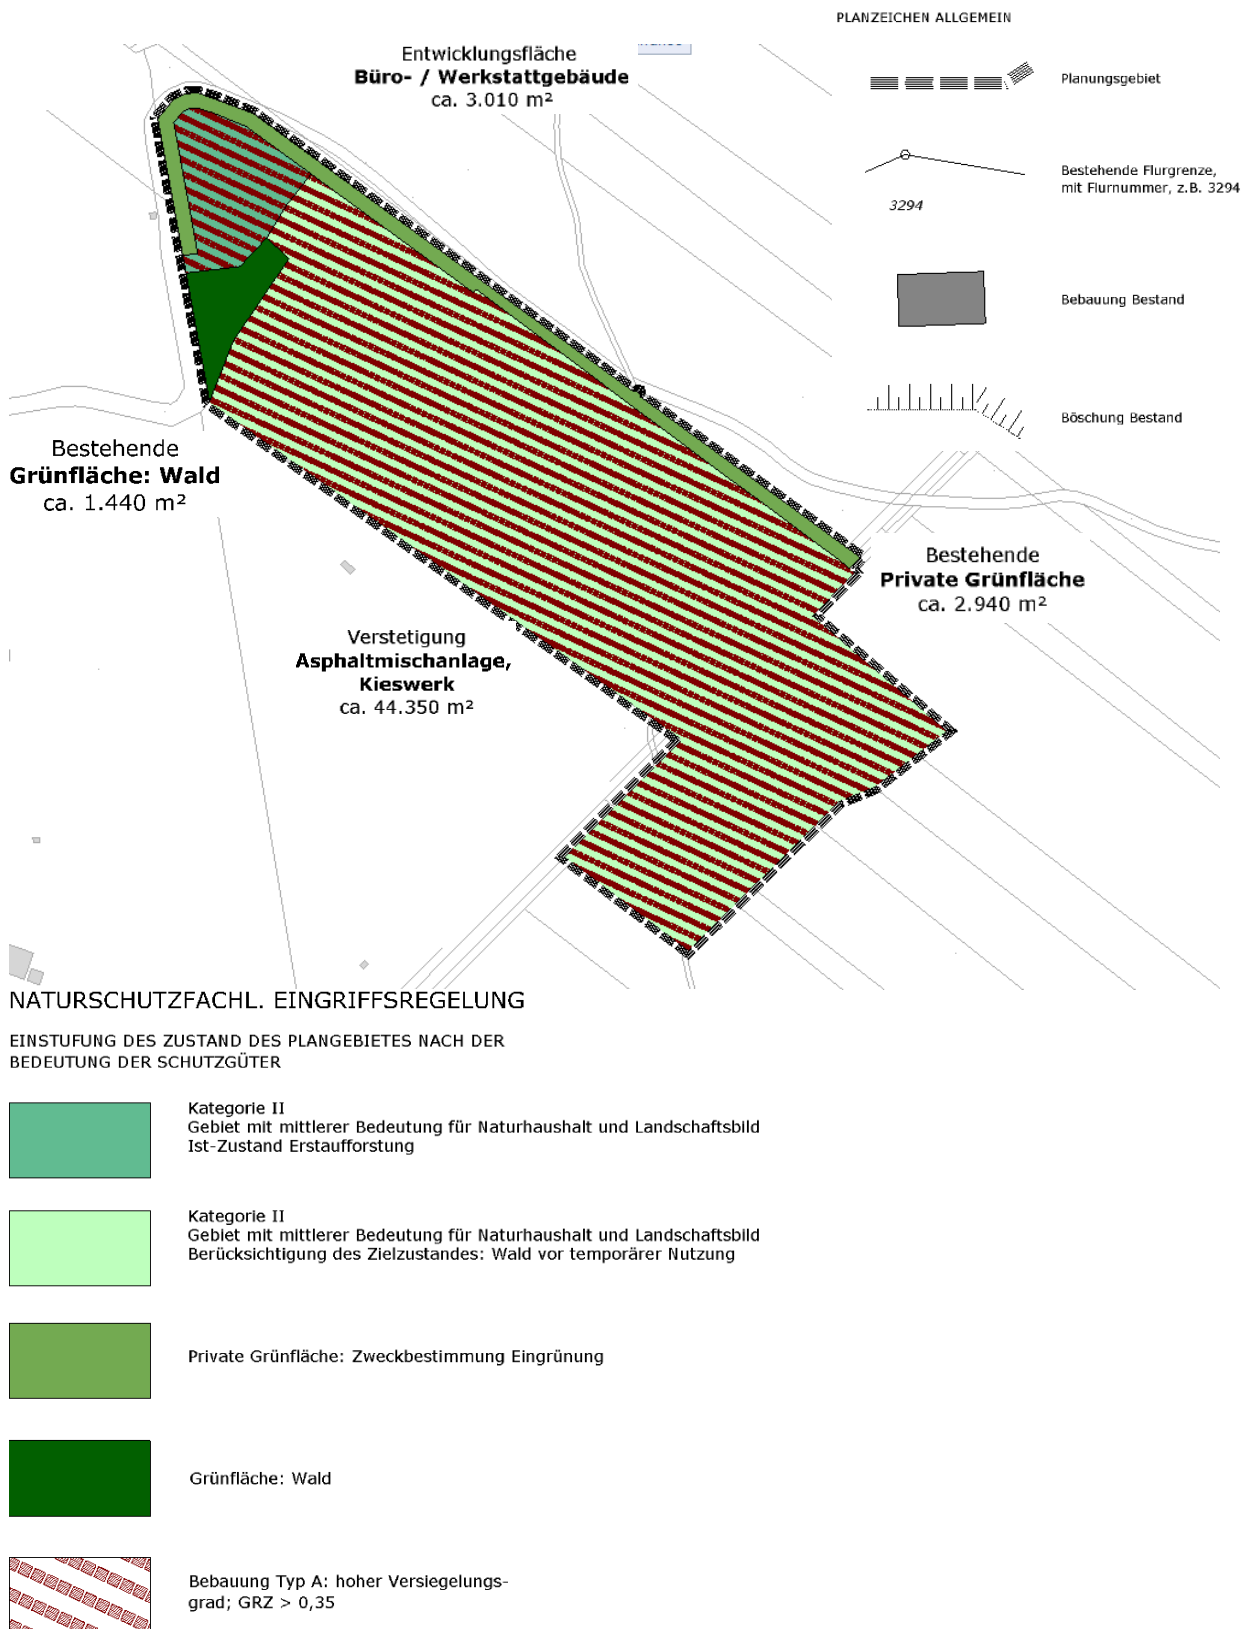 PLANZEICHEN ALLGEMEIN
Entwicklungsfläche
Büro- / Werkstattgebäude
ca. 3.010 m²
Planungsgebiet
Bestehende Flurgrenze,
mit Flurnummer, z.B. 3294
3294
Bebauung Bestand
Böschung Bestand
Bestehende
Grünfläche: Wald
ca. 1.440 m²
Bestehende
Private Grünfläche
ca. 2.940 m²
Verstetigung
Asphaltmischanlage,
Kieswerk
ca. 44.350 m²
NATURSCHUTZFACHL. EINGRIFFSREGELUNG
EINSTUFUNG DES ZUSTAND DES PLANGEBIETES NACH DER
BEDEUTUNG DER SCHUTZGÜTER
Kategorie II
Gebiet mit mittlerer Bedeutung für Naturhaushalt und Landschaftsbild
Ist-Zustand Erstaufforstung
Kategorie II
Gebiet mit mittlerer Bedeutung für Naturhaushalt und Landschaftsbild
Berücksichtigung des Zielzustandes: Wald vor temporärer Nutzung
Private Grünfläche: Zweckbestimmung Eingrünung
Grünfläche: Wald
Bebauung Typ A: hoher Versiegelungs-
grad; GRZ > 0,35